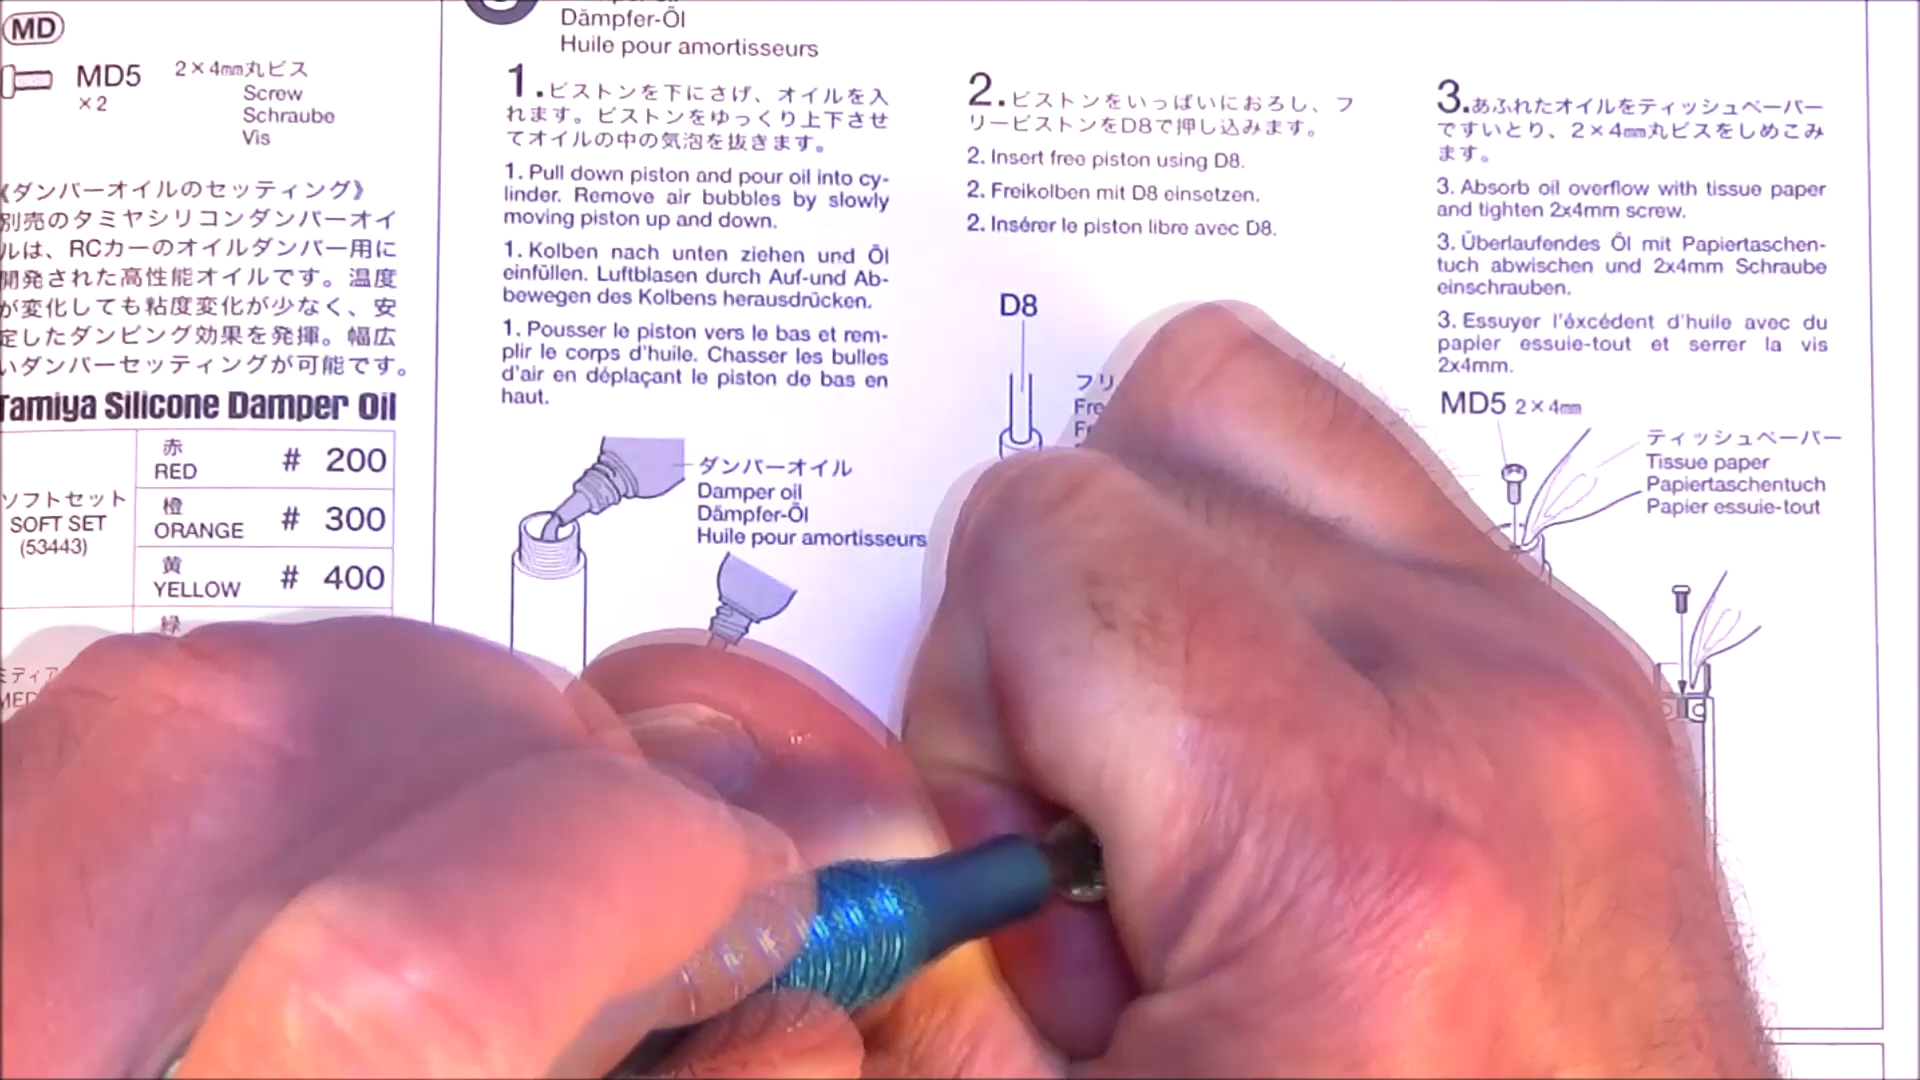 MD
MD5
×2
2×4㎜丸ビス
Screw
Schraube
Vis
《ダンパーオイルのセッティング》
別売のタミヤシリコンダンパーオイ
ルは、RCカーのオイルダンパー用に
開発された高性能オイルです。温度
が変化しても粘度変化が少なく、安
定したダンピング効果を発揮。幅広
いダンパーセッティングが可能です。
Tamiya Silicone Damper Oil
ソフトセット
SOFT SET
(53443)
赤
RED # 200
橙
ORANGE # 300
黄
YELLOW # 400
緑
Dämpfer-Öl
Huile pour amortisseurs
1.ピストンを下にさげ、オイルを入
れます。ピストンをゆっくり上下させ
てオイルの中の気泡を抜きます。
1. Pull down piston and pour oil into cy-
linder. Remove air bubbles by slowly
moving piston up and down.
1. Kolben nach unten ziehen und Öl
einfüllen. Luftblasen durch Auf-und Ab-
bewegen des Kolbens herausdrücken.
1. Pousser le piston vers le bas et rem-
plir le corps d'huile. Chasser les bulles
d'air en déplaçant le piston de bas en
haut.
ダンパーオイル
Damper oil
Dämpfer-Öl
Huile pour amortisseurs
2.ピストンをいっぱいにおろし、フ
リーピストンをD8で押し込みます。
2. Insert free piston using D8.
2. Freikolben mit D8 einsetzen.
2. Insérer le piston libre avec D8.
D8
フリ
Fre
3.あふれたオイルをティッシュペーパー
ですいとり、2×4㎜丸ビスをしめこみ
ます。
3. Absorb oil overflow with tissue paper
and tighten 2x4mm screw.
3. Überlaufendes Öl mit Papiertaschen-
tuch abwischen und 2x4mm Schraube
einschrauben.
3. Essuyer l'éxcédent d'huile avec du
papier essuie-tout et serrer la vis
2x4mm.
MD5 2×4㎜
ティッシュペーパー
Tissue paper
Papiertaschentuch
Papier essuie-tout